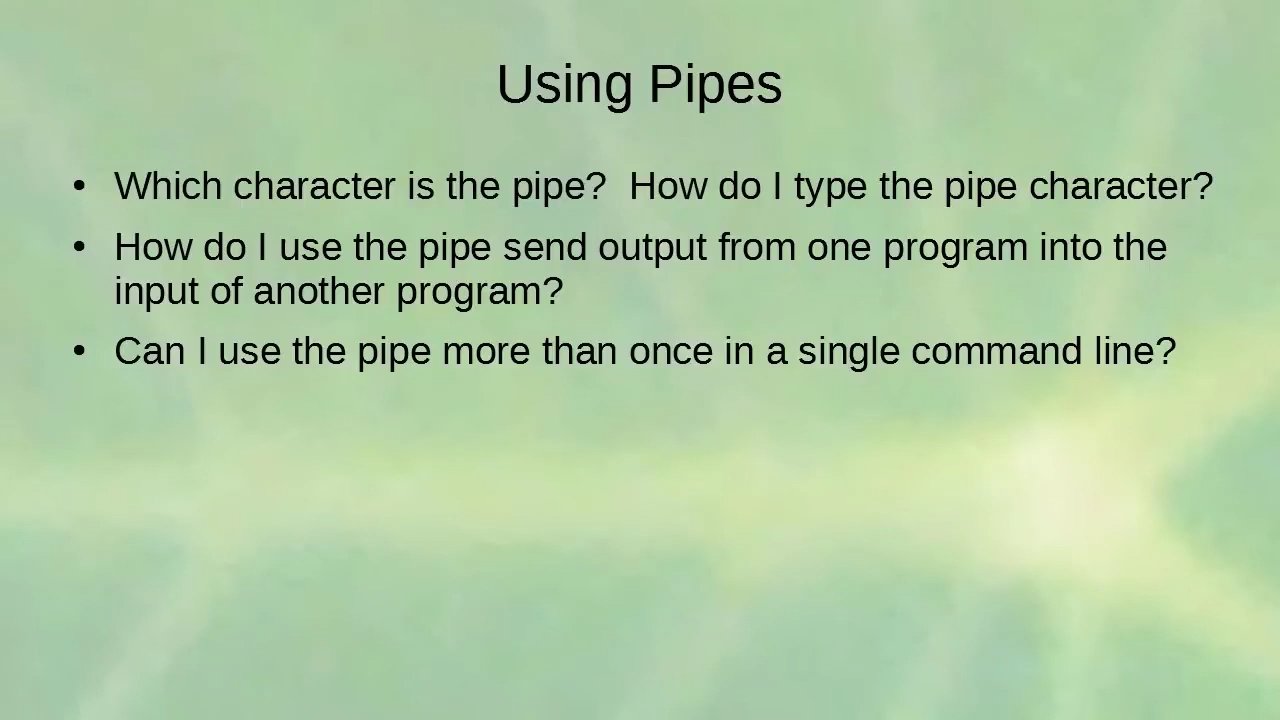 Using Pipes
• Which character is the pipe?  How do I type the pipe character?
• How do I use the pipe send output from one program into the
input of another program?
• Can I use the pipe more than once in a single command line?